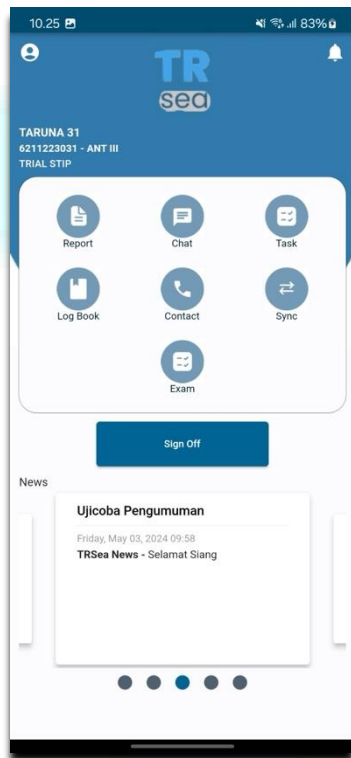 10.25
83%
TR
sea
TARUNA 31
6211223031 - ANT III
TRIAL STIP
Report
Chat
Task
Log Book
Contact
Sync
Exam
Sign Off
News
Ujicoba Pengumuman
Friday, May 03, 2024 09:58
TRSea News - Selamat Siang